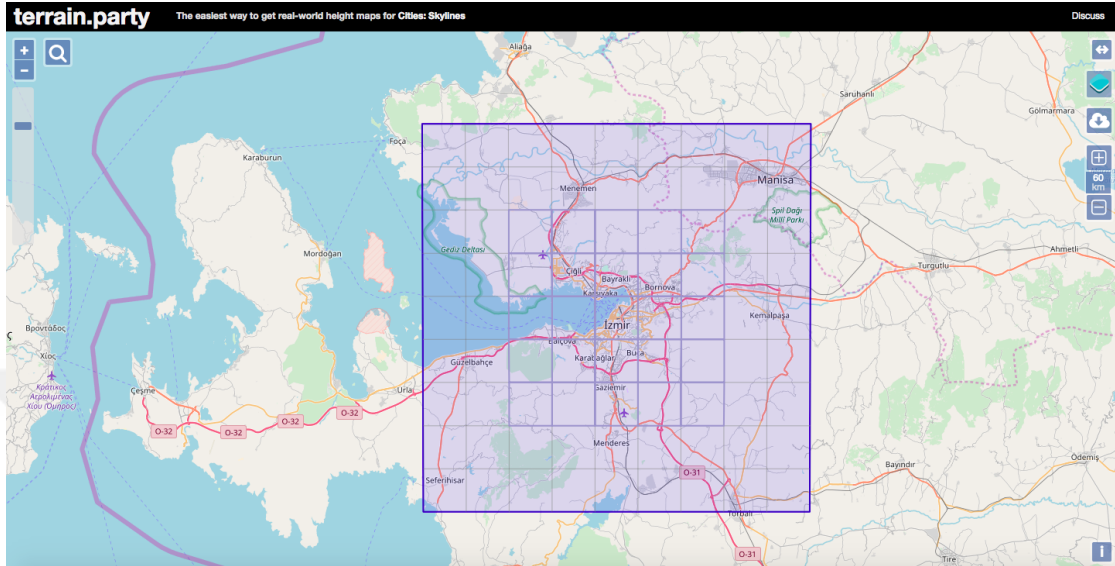 terrain.party
The easiest way to get real-world height maps for Cities: Skylines
Discuss
+
−
Aliağa
Saruhanlı
Gölmarmara
Foça
Karaburun
60
km
Menemen
Manisa
Spil Dağı
Milli Parkı
Gediz Deltası
Mordoğan
Ahmetli
Turgutlu
Çiğli
Bayraklı
Bornova
Karşıyaka
Kemalpaşa
İzmir
Βροντάδος
Χίος
Balçova
Buca
Karabağlar
Güzelbahçe
Κρατικός
Αερολιμένας
Χίου (Όμηρος)
Çeşme
Urla
Gaziemir
O-32
O-32
O-32
O-32
Menderes
Ödemiş
Bayındır
O-31
Seferihisar
Torbalı
O-31
Tire
i